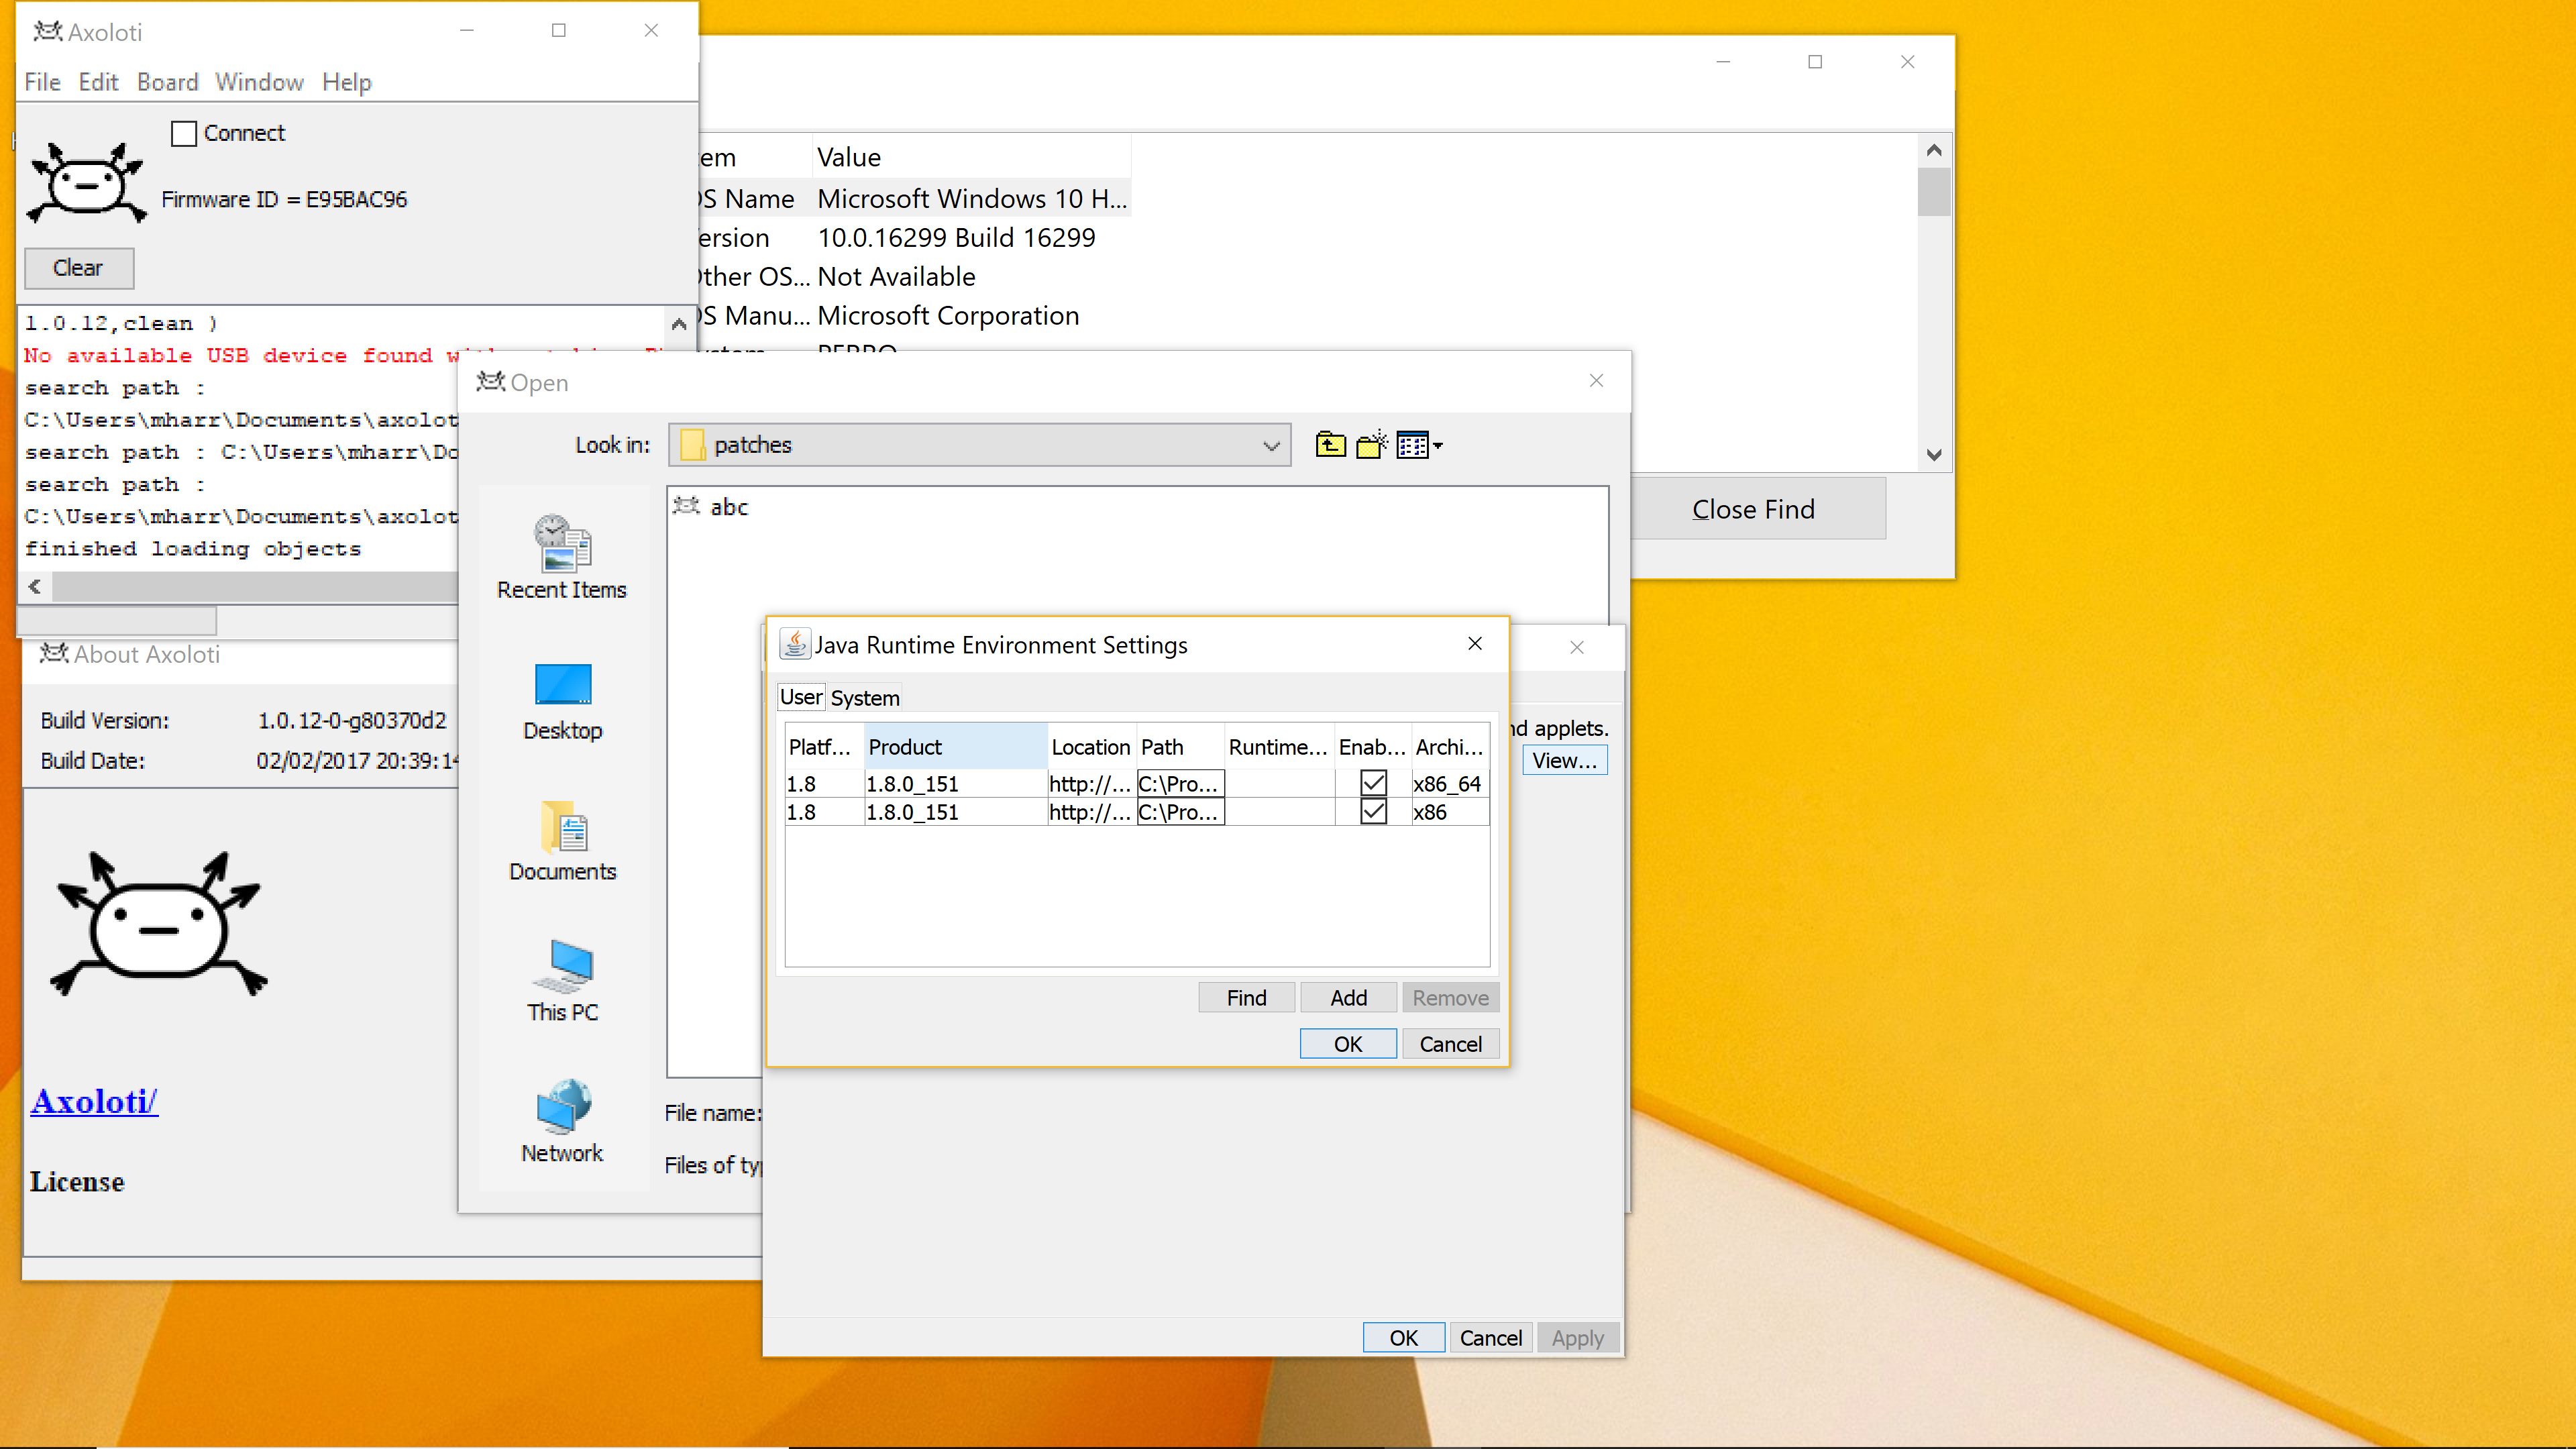 Axoloti
File Edit Board Window Help
Connect
Firmware ID = E95BAC96
Clear
1.0.12,clean )
No available USB device found
search path :
C:\Users\mharr\Documents\axolot
search path : C:\Users\mharr\Do
search path :
C:\Users\mharr\Documents\axolot
finished loading objects
em Value
OS Name Microsoft Windows 10 H...
ersion 10.0.16299 Build 16299
Other OS... Not Available
OS Manu... Microsoft Corporation
Close Find
Open
Look in: patches
abc
Recent Items
Desktop
Documents
This PC
Network
File name:
Files of ty
About Axoloti
Build Version: 1.0.12-0-g80370d2
Build Date: 02/02/2017 20:39:14
Axoloti/
License
Java Runtime Environment Settings
User System
Platf... Product Location Path Runtime... Enab... Archi...
1.8 1.8.0_151 http://... C:\Pro... x86_64
1.8 1.8.0_151 http://... C:\Pro... x86
Find Add Remove
OK Cancel
nd applets.
View...
OK Cancel Apply